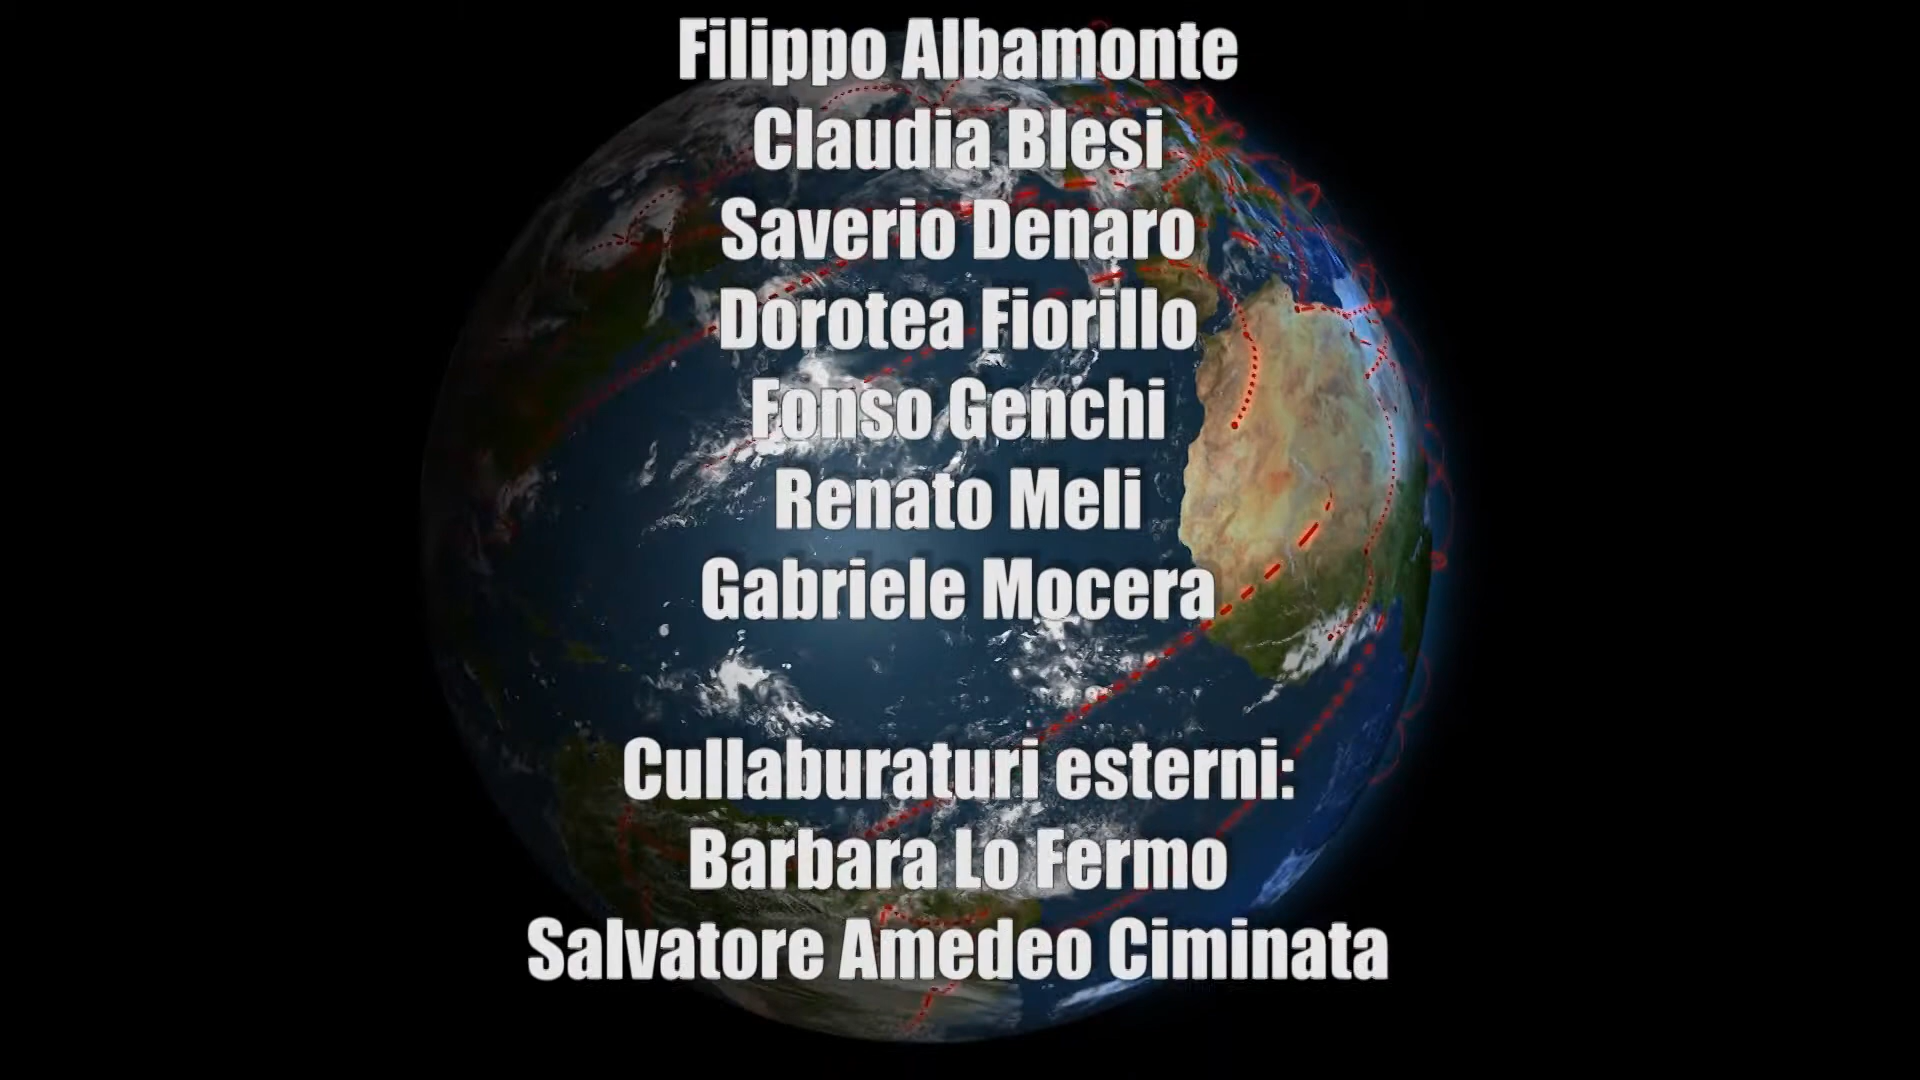 Filippo Albamonte
Claudia Blesi
Saverio Denaro
Dorotea Fiorillo
Fonso Genchi
Renato Meli
Gabriele Mocera
Cullaburaturi esterni:
Barbara Lo Fermo
Salvatore Amedeo Ciminata